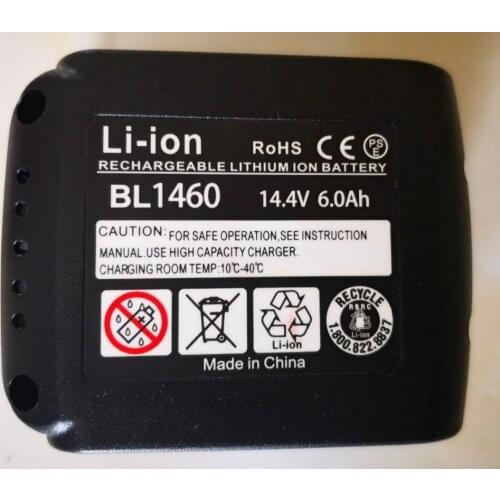 Li-ion RoHS CE PS E
RECHARGEABLE LITHIUM ION BATTERY
BL1460 14.4V 6.0Ah
CAUTION: FOR SAFE OPERATION,SEE INSTRUCTION
MANUAL.USE HIGH CAPACITY CHARGER.
CHARGING ROOM TEMP:10℃-40℃
Li-ion
RECYCLE
RBRC
Li-ion
1.800.822.8837
Made in China